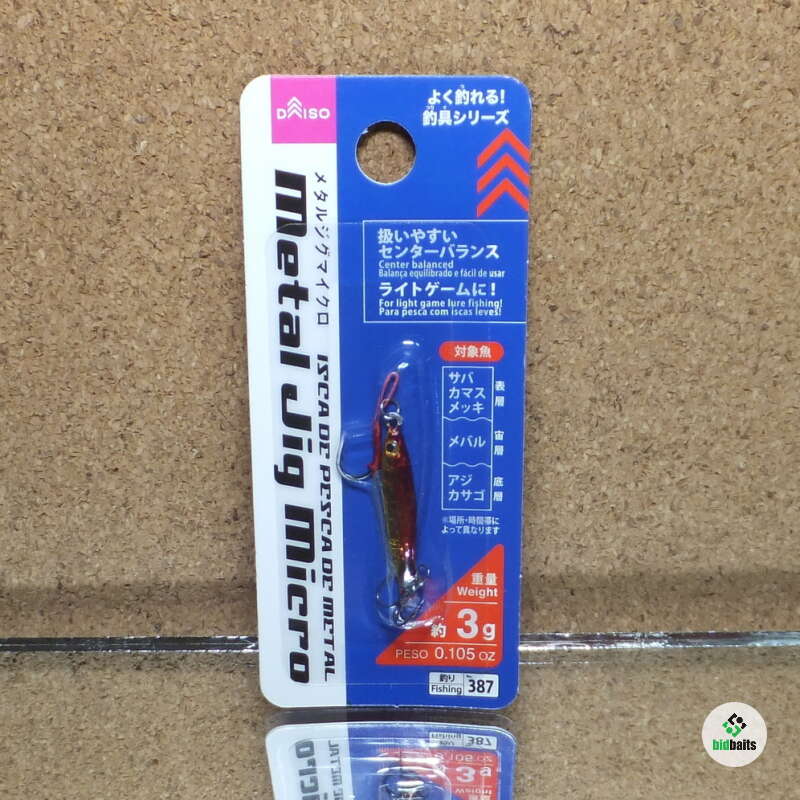 DAISO
よく釣れる!
釣具シリーズ
メタルジグマイクロ
Metal Jig Micro
ISCA DE PESCA DE METAL
扱いやすい
センターバランス
Center balanced
Balança equilibrado e fácil de usar
ライトゲームに!
For light game lure fishing!
Para pesca com iscas leves!
対象魚
サバ
カマス
メッキ
表層
メバル
宙層
アジ
カサゴ
底層
※場所・時間帯に
よって異なります
重量
Weight
約 3g
PESO 0.105 OZ
釣り
Fishing
No. 387
bidbaits